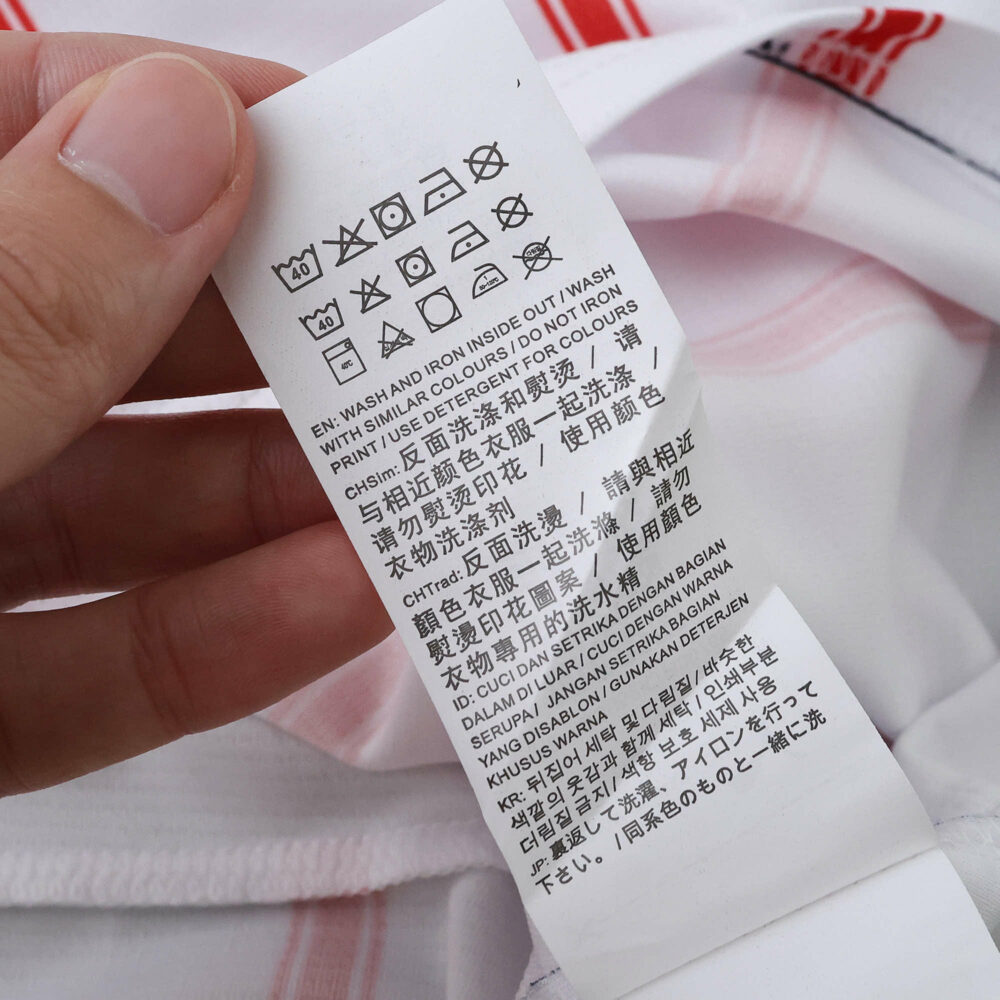 40
40
40℃
EN: WASH AND IRON INSIDE OUT / WASH
WITH SIMILAR COLOURS / DO NOT IRON
PRINT / USE DETERGENT FOR COLOURS
CHSim: 反面洗涤和熨烫 / 请
与相近颜色衣服一起洗涤 /
请勿熨烫印花 / 使用颜色
衣物洗涤剂
CHTrad: 反面洗燙 / 請與相近
顏色衣服一起洗滌 / 請勿
熨燙印花圖案 / 使用顏色
衣物專用的洗水精
ID: CUCI DAN SETRIKA DENGAN BAGIAN
DALAM DI LUAR / CUCI DENGAN WARNA
SERUPA / JANGAN SETRIKA BAGIAN
YANG DISABLON / GUNAKAN DETERJEN
KHUSUS WARNA
KR: 뒤집어 세탁 및 다림질 / 비슷한
색깔의 옷감과 함께 세탁 / 인쇄부분
더림질 금지 / 색항 보호 세제 사용
JP: 裏返して洗濯、アイロンを行って
下さい。/同系色のものと一緒に洗